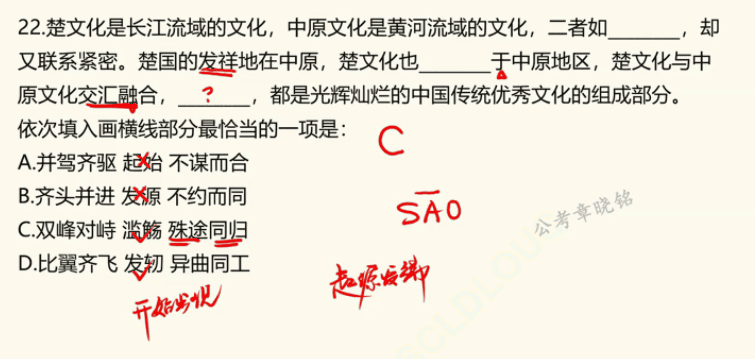 22.楚文化是长江流域的文化，中原文化是黄河流域的文化，二者如_______，却
又联系紧密。楚国的发祥地在中原，楚文化也_______于中原地区，楚文化与中
原文化交汇融合，___?___，都是光辉灿烂的中国传统优秀文化的组成部分。
依次填入画横线部分最恰当的一项是：
C
A.并驾齐驱 起始 不谋而合
B.齐头并进 发源 不约而同
SAO
C.双峰对峙 滥觞 殊途同归
公考章晓铭
D.比翼齐飞 发轫 异曲同工
起源发端
开始出现